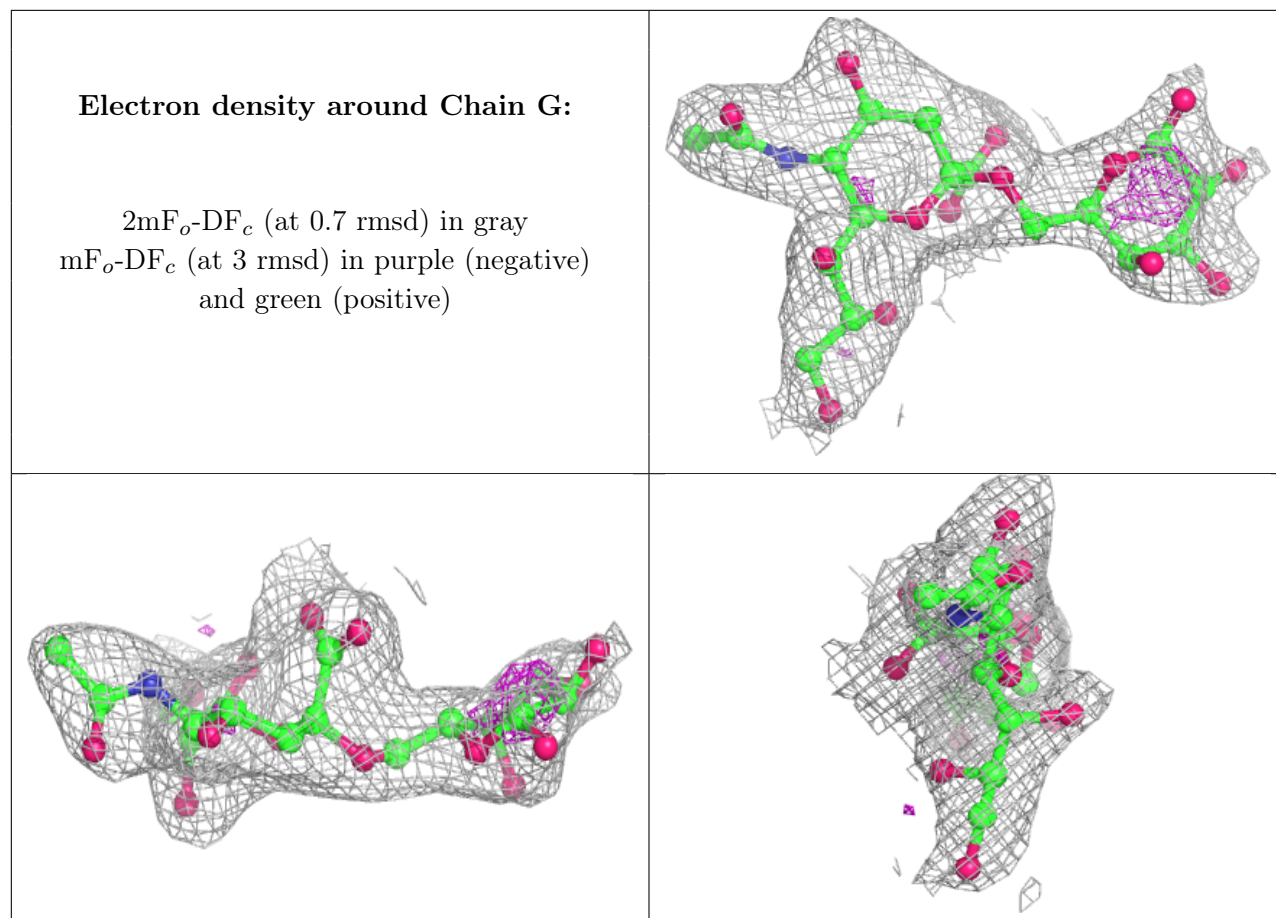 Electron density around Chain G:
2mFo-DFc (at 0.7 rmsd) in gray
mFo-DFc (at 3 rmsd) in purple (negative)
and green (positive)